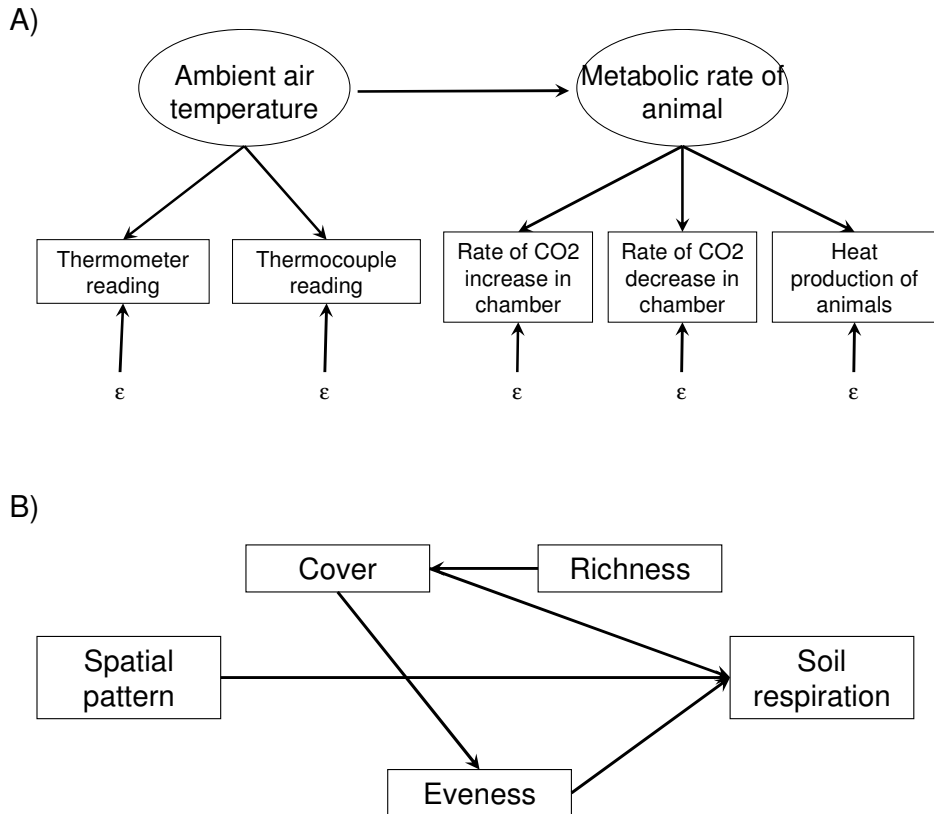 A)
Ambient air
temperature
Metabolic rate of
animal
Thermometer
reading
Thermocouple
reading
Rate of CO2
increase in
chamber
Rate of CO2
decrease in
chamber
Heat
production of
animals
ε
ε
ε
ε
ε
B)
Cover
Richness
Spatial
pattern
Soil
respiration
Eveness